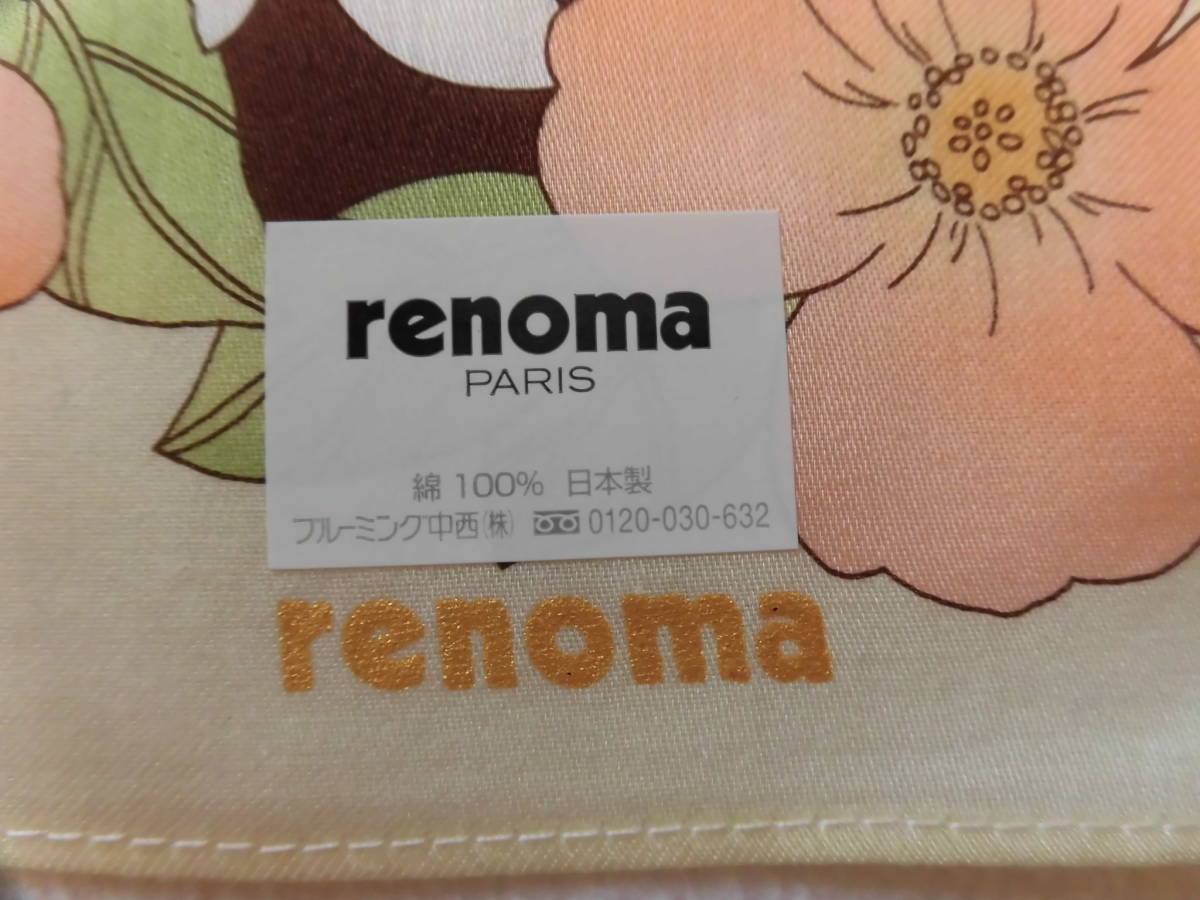 renoma
PARIS
綿 100% 日本製
ブルーミング中西(株) 0120-030-632
renoma